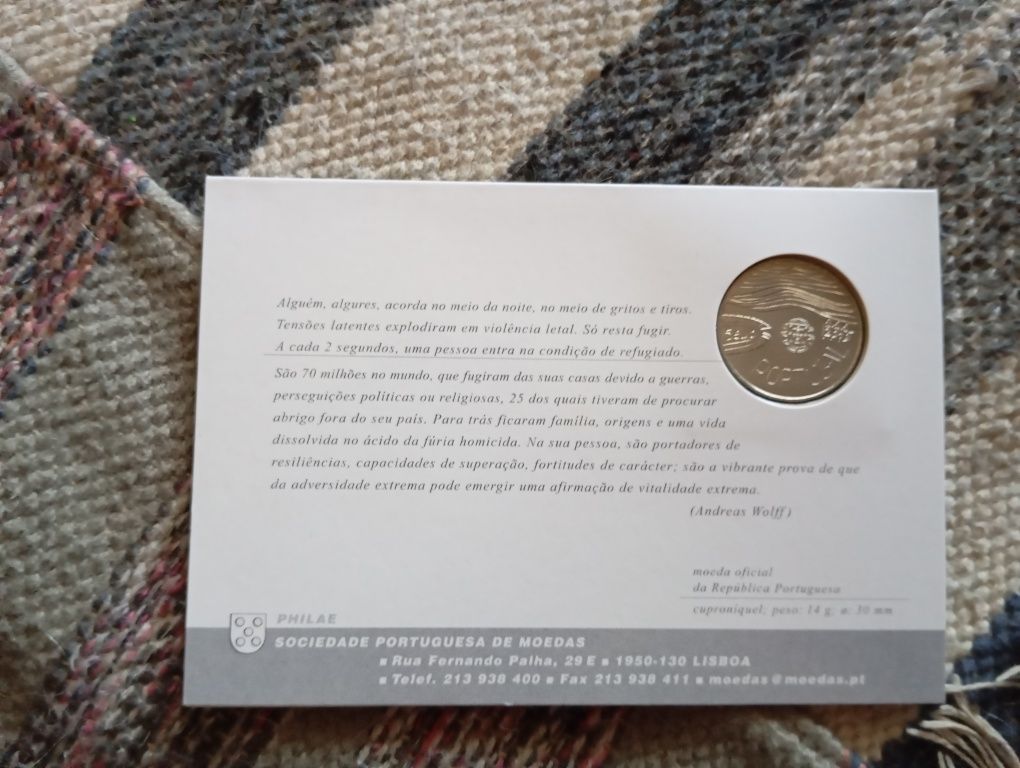 Alguém, algures, acorda no meio da noite, no meio de gritos e tiros.
Tensões latentes explodiram em violência letal. Só resta fugir.
A cada 2 segundos, uma pessoa entra na condição de refugiado.
São 70 milhões no mundo, que fugiram das suas casas devido a guerras,
perseguições políticas ou religiosas, 25 dos quais tiveram de procurar
abrigo fora do seu país. Para trás ficaram família, origens e uma vida
dissolvida no ácido da fúria homicida. Na sua pessoa, são portadores de
resiliências, capacidades de superação, fortitudes de carácter; são a vibrante prova de que
da adversidade extrema pode emergir uma afirmação de vitalidade extrema.
(Andreas Wolff)
PORTUGAL
moeda oficial
da República Portuguesa
cuproníquel; peso: 14 g; ø: 30 mm
PHILAE
SOCIEDADE PORTUGUESA DE MOEDAS
▪ Rua Fernando Palha, 29 E ▪ 1950-130 LISBOA
▪ Telef. 213 938 400 ▪ Fax 213 938 411 ▪ moedas@moedas.pt